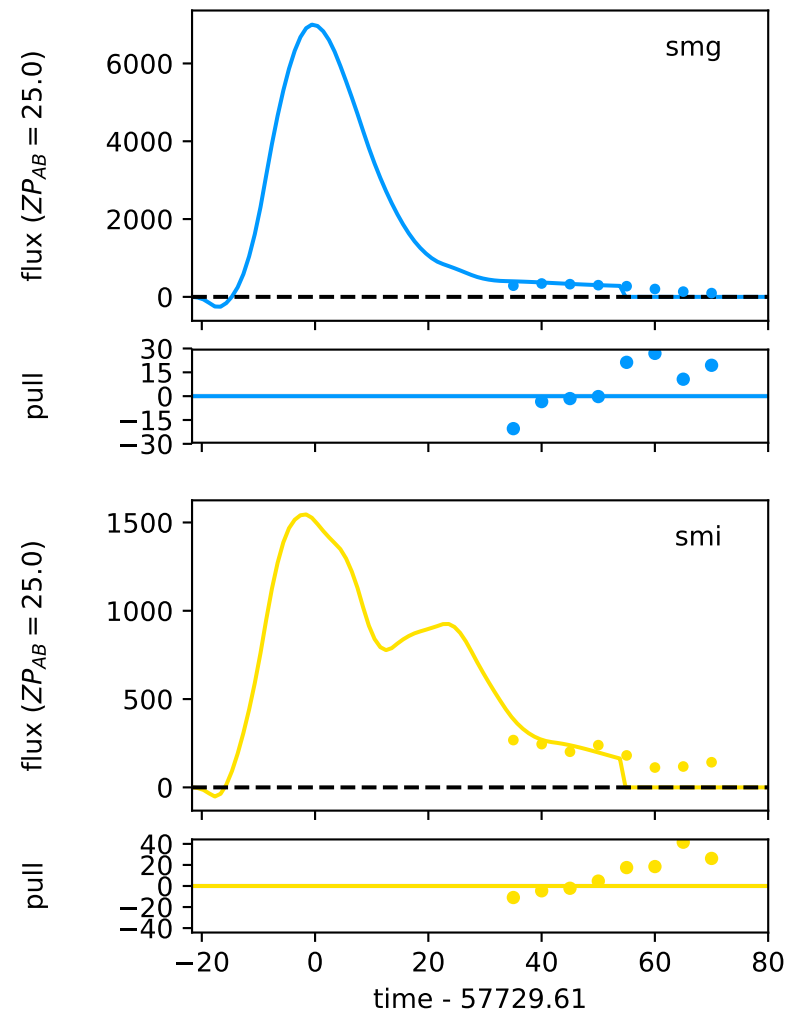 smg
flux (ZP_AB = 25.0)
6000
4000
2000
0
pull
30
15
0
−15
−30
smi
flux (ZP_AB = 25.0)
1500
1000
500
0
pull
40
20
0
−20
−40
−20 0 20 40 60 80
time - 57729.61